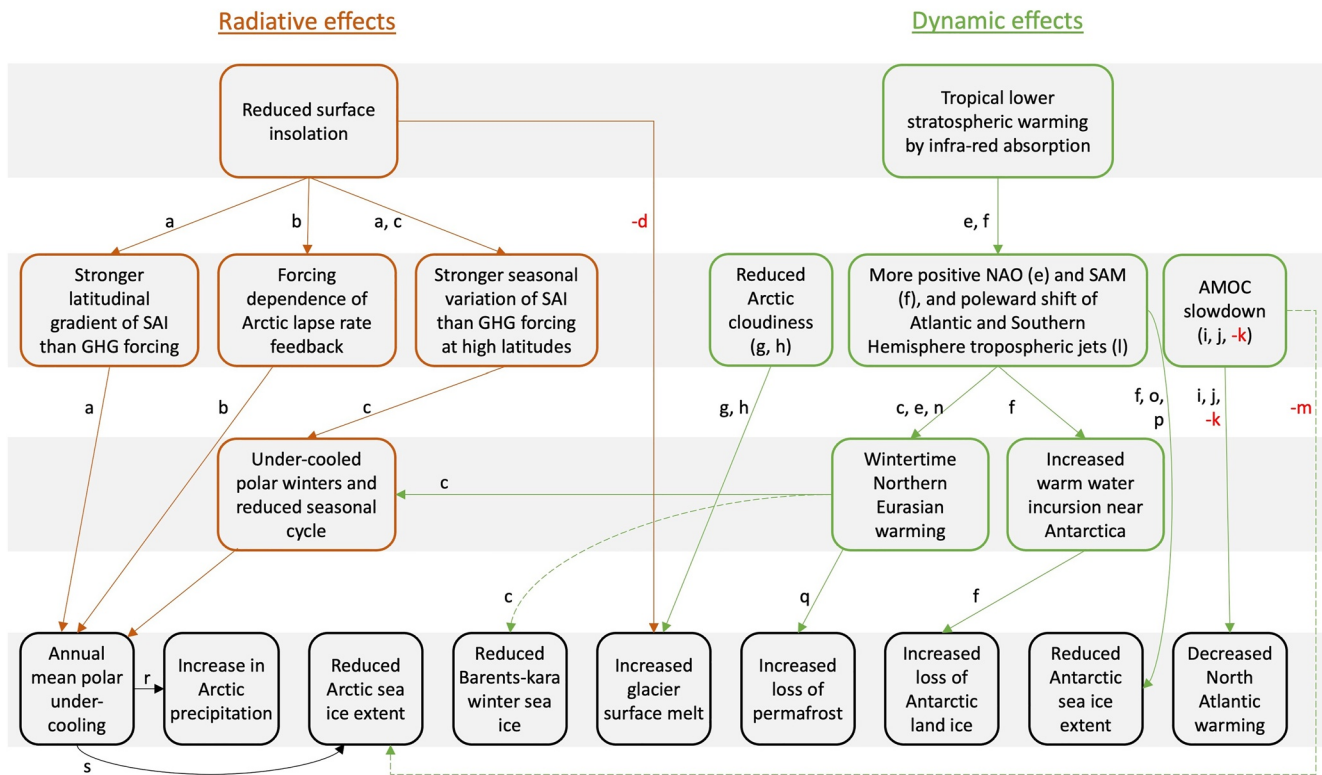 Radiative effects
Dynamic effects
Reduced surface
insolation
Tropical lower
stratospheric warming
by infra-red absorption
a
b
a, c
-d
e, f
Stronger
latitudinal
gradient of SAI
than GHG forcing
Forcing
dependence of
Arctic lapse rate
feedback
Stronger seasonal
variation of SAI
than GHG forcing
at high latitudes
Reduced
Arctic
cloudiness
(g, h)
More positive NAO (e) and SAM
(f), and poleward shift of
Atlantic and Southern
Hemisphere tropospheric jets (l)
AMOC
slowdown
(i, j, -k)
a
b
c
g, h
c, e, n
f
f, o,
p
i, j,
-k
-m
Under-cooled
polar winters and
reduced seasonal
cycle
c
Wintertime
Northern
Eurasian
warming
Increased
warm water
incursion near
Antarctica
c
q
f
Annual
mean polar
under-
cooling
r
Increase in
Arctic
precipitation
Reduced
Arctic sea
ice extent
Reduced
Barents-kara
winter sea
ice
Increased
glacier
surface melt
Increased
loss of
permafrost
Increased
loss of
Antarctic
land ice
Reduced
Antarctic
sea ice
extent
Decreased
North
Atlantic
warming
s